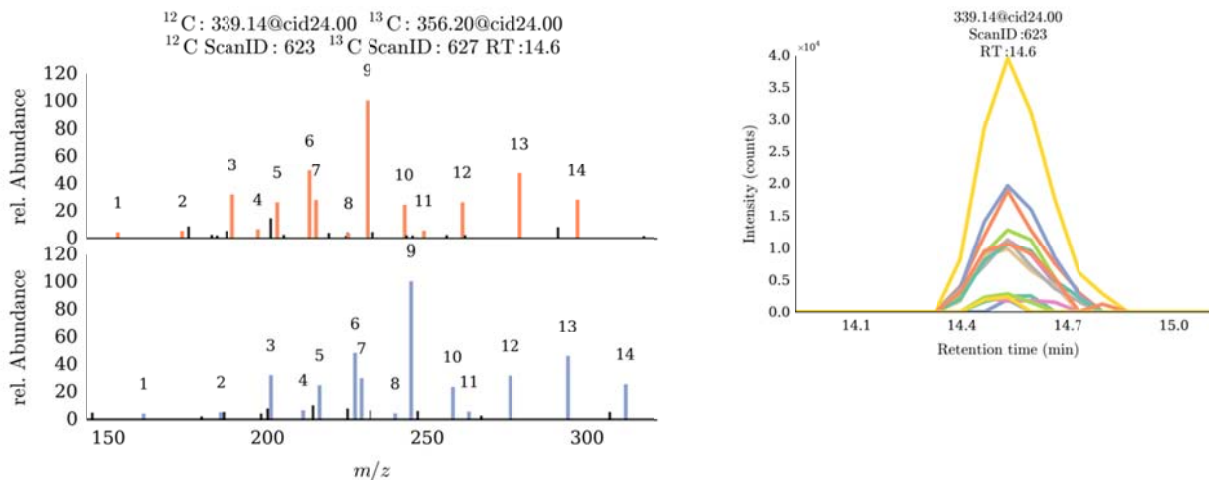 ¹²C : 339.14@cid24.00 ¹³C : 356.20@cid24.00
¹²C ScanID : 623 ¹³C ScanID : 627 RT :14.6
rel. Abundance
120
100
80
60
40
20
0
1 2 3 4 5 6 7 8 9 10 11 12 13 14
rel. Abundance
120
100
80
60
40
20
0
1 2 3 4 5 6 7 8 9 10 11 12 13 14
150 200 250 300
m/z
339.14@cid24.00
ScanID : 623
RT :14.6
×10⁴
Intensity (counts)
4.0
3.5
3.0
2.5
2.0
1.5
1.0
0.5
0.0
14.1 14.4 14.7 15.0
Retention time (min)